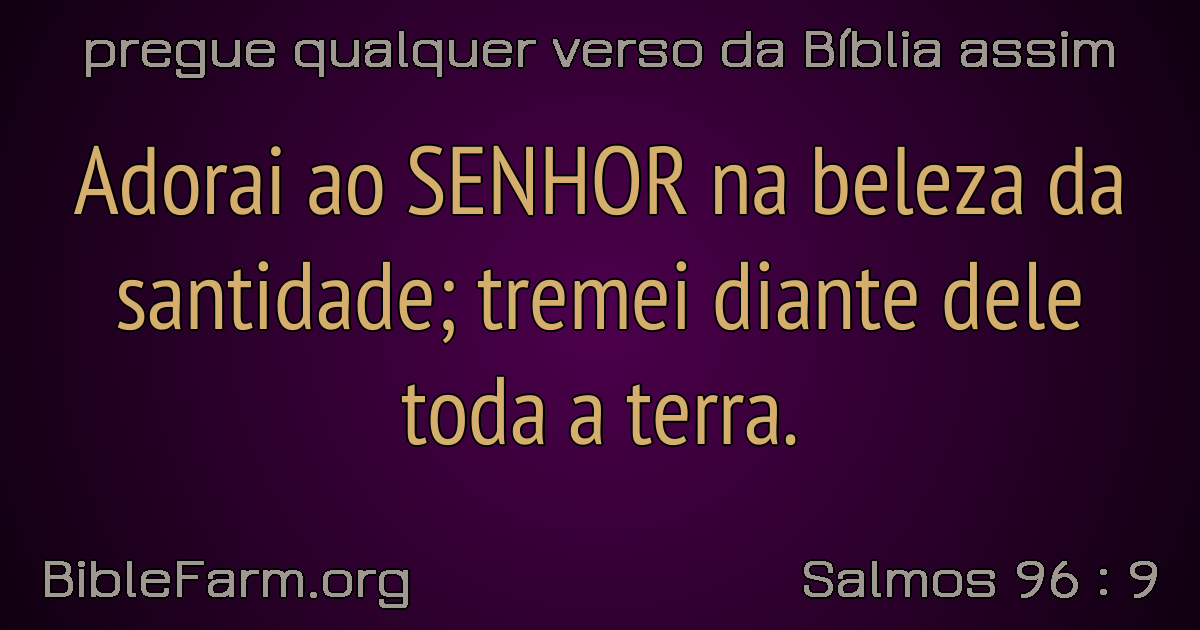 pregue qualquer verso da Bíblia assim
Adorai ao SENHOR na beleza da
santidade; tremei diante dele
toda a terra.
BibleFarm.org
Salmos 96 : 9